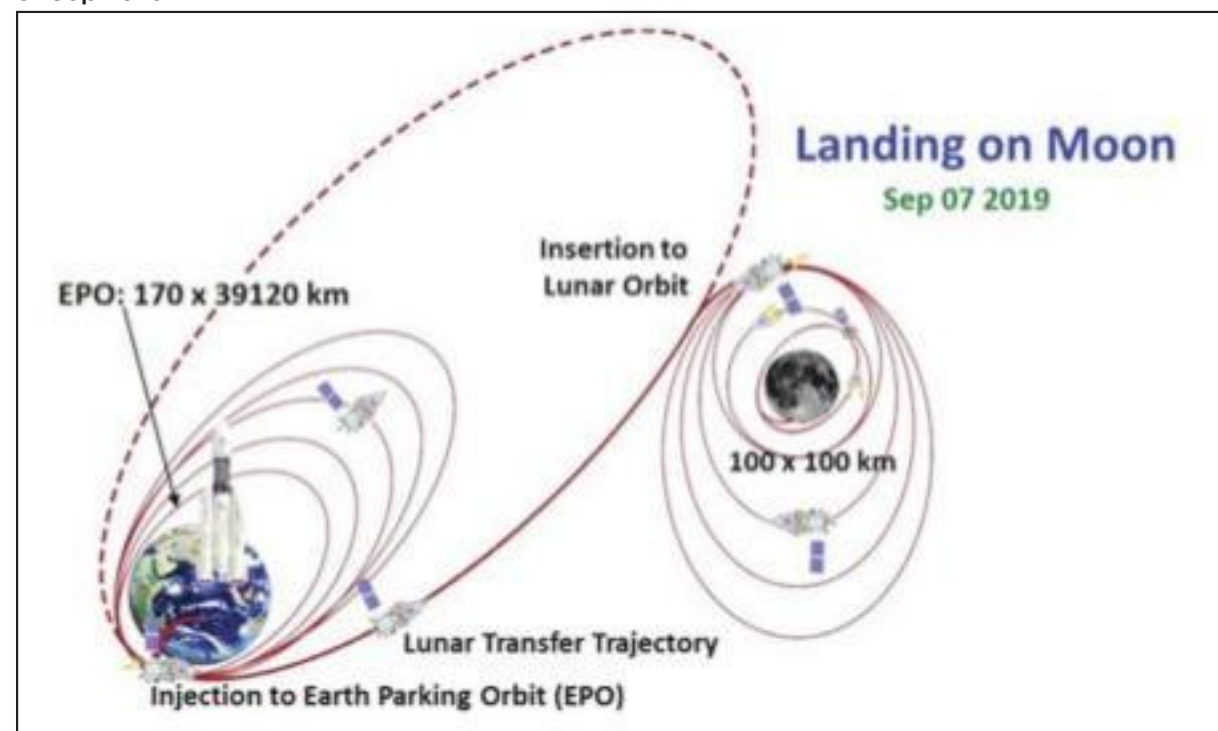 Landing on Moon
Sep 07 2019
Insertion to
Lunar Orbit
EPO: 170 x 39120 km
100 x 100 km
Lunar Transfer Trajectory
Injection to Earth Parking Orbit (EPO)